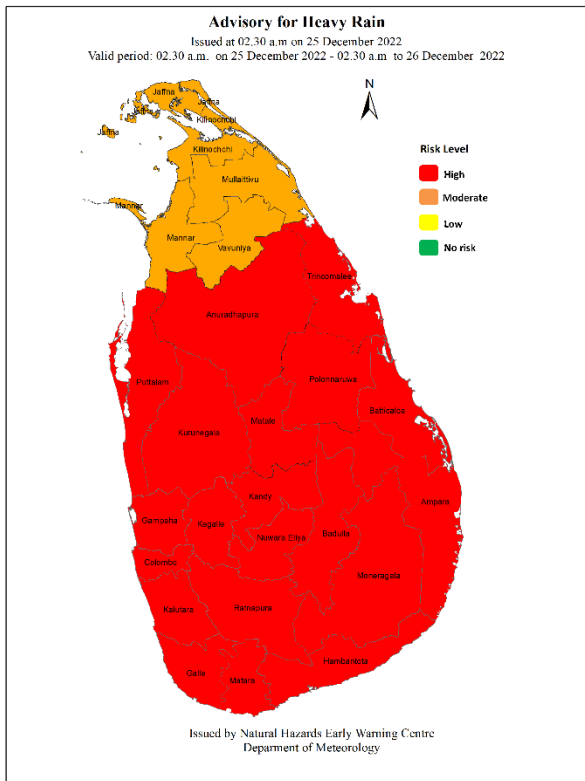 Advisory for Heavy Rain
Issued at 02.30 a.m on 25 December 2022
Valid period: 02.30 a.m. on 25 December 2022 - 02.30 a.m to 26 December 2022
N
Jaffna
Jaffna
Jaffna
Kilinochchi
Jaffna
Kilinochchi
Mullaittivu
Mannar
Mannar
Vavuniya
Risk Level
High
Moderate
Low
No risk
Trincomalee
Anuradhapura
Puttalam
Polonnaruwa
Batticaloa
Kurunegala
Matale
Kandy
Ampara
Gampaha
Kegalle
Nuwara Eliya
Badulla
Colombo
Moneragala
Kalutara
Ratnapura
Hambantota
Galle
Matara
Issued by Natural Hazards Early Warning Centre
Deparment of Meteorology